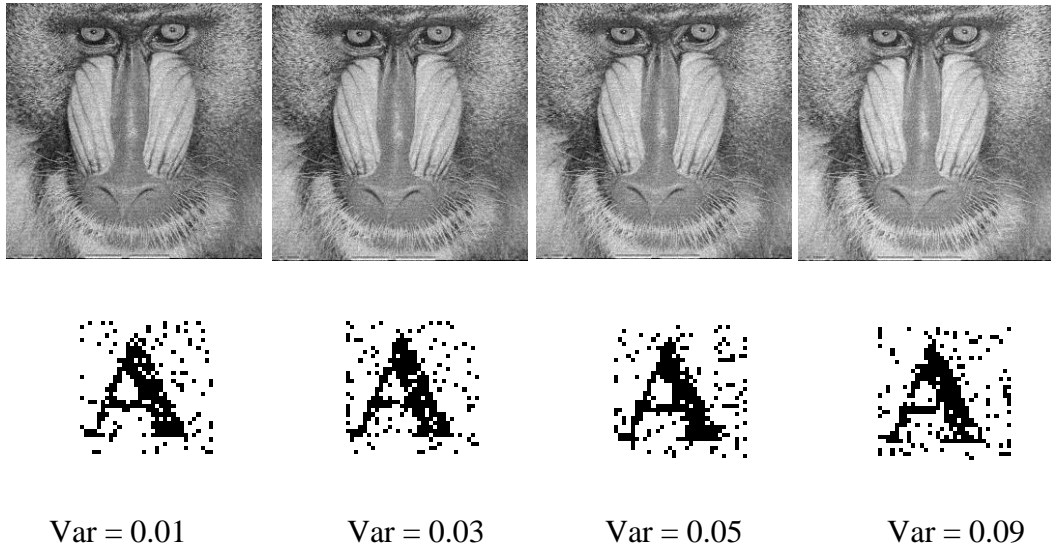 A A A A
Var = 0.01 Var = 0.03 Var = 0.05 Var = 0.09